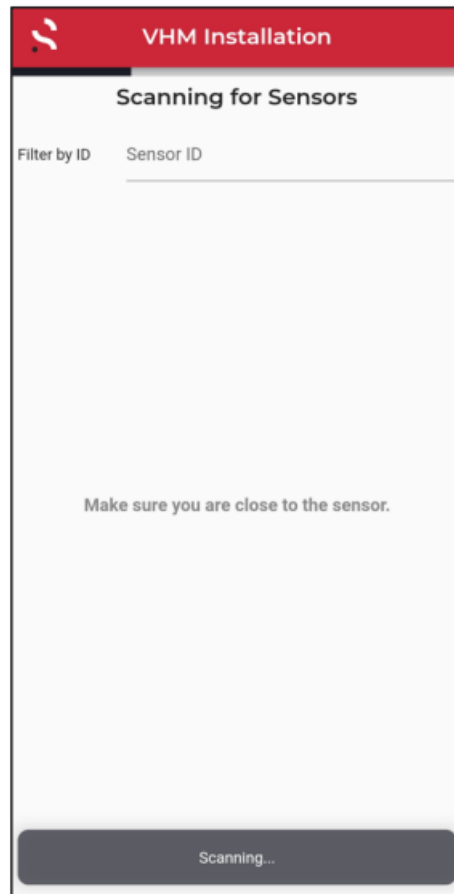 VHM Installation
Scanning for Sensors
Filter by ID Sensor ID
Make sure you are close to the sensor.
Scanning...